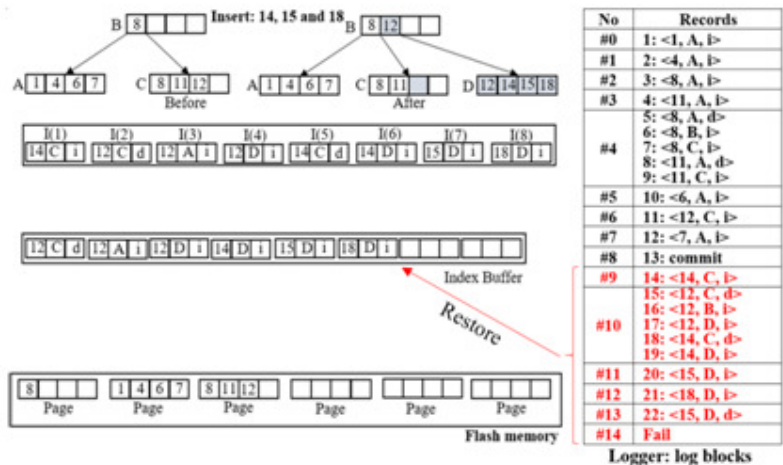 Insert: 14, 15 and 18
B 8
B 8 12
A 1 4 6 7
C 8 11 12
A 1 4 6 7
C 8 11
D 12 14 15 18
Before
After
I(1) I(2) I(3) I(4) I(5) I(6) I(7) I(8)
14 C i 12 C d 12 A i 12 D i 14 C d 14 D i 15 D i 18 D i
12 C d 12 A i 12 D i 14 D i 15 D i 18 D i
Index Buffer
Restore
8
1 4 6 7
8 11 12
Page Page Page Page Page Page
Flash memory
No Records
#0 1: <1, A, i>
#1 2: <4, A, i>
#2 3: <8, A, i>
#3 4: <11, A, i>
#4
5: <8, A, d>
6: <8, B, i>
7: <8, C, i>
8: <11, A, d>
9: <11, C, i>
#5 10: <6, A, i>
#6 11: <12, C, i>
#7 12: <7, A, i>
#8 13: commit
#9 14: <14, C, i>
#10
15: <12, C, d>
16: <12, B, i>
17: <12, D, i>
18: <14, C, d>
19: <14, D, i>
#11 20: <15, D, i>
#12 21: <18, D, i>
#13 22: <15, D, d>
#14 Fail
Logger: log blocks